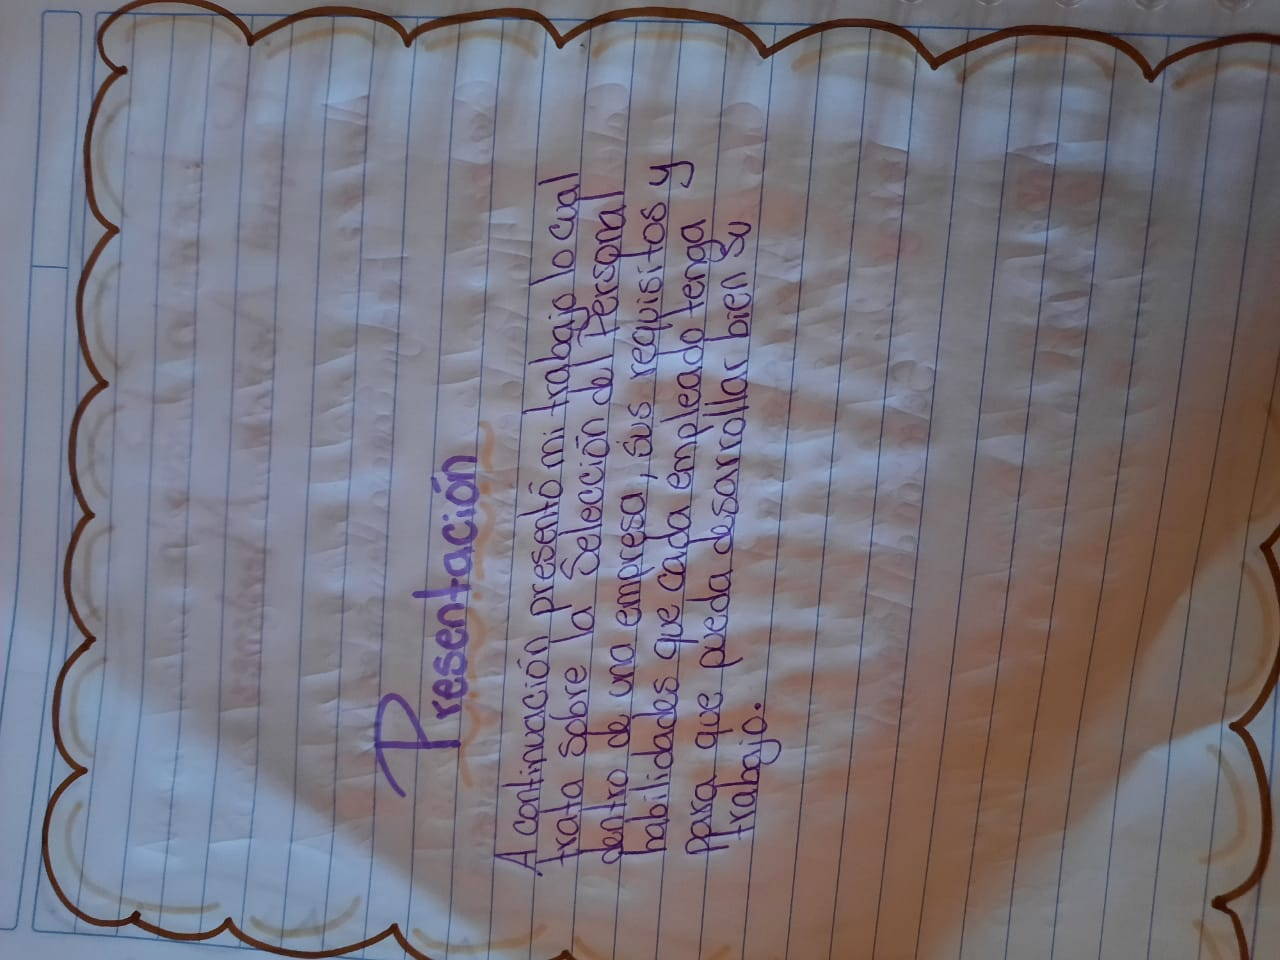 Presentación
A continuación presentó mi trabajo lo cual
trata sobre la Selección del Personal
dentro de una empresa, sus requisitos y
habilidades que cada empleado tenga
para que pueda desarrollar bien su
trabajo.